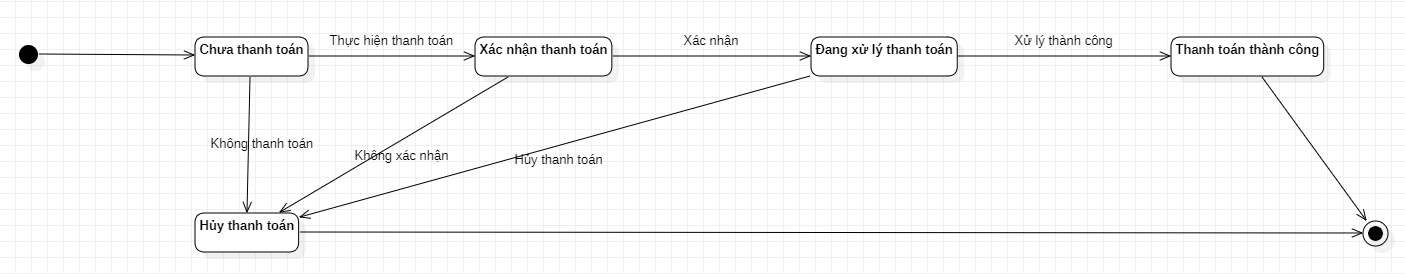 Chưa thanh toán
Thực hiện thanh toán
Xác nhận thanh toán
Xác nhận
Đang xử lý thanh toán
Xử lý thành công
Thanh toán thành công
Không thanh toán
Không xác nhận
Hủy thanh toán
Hủy thanh toán